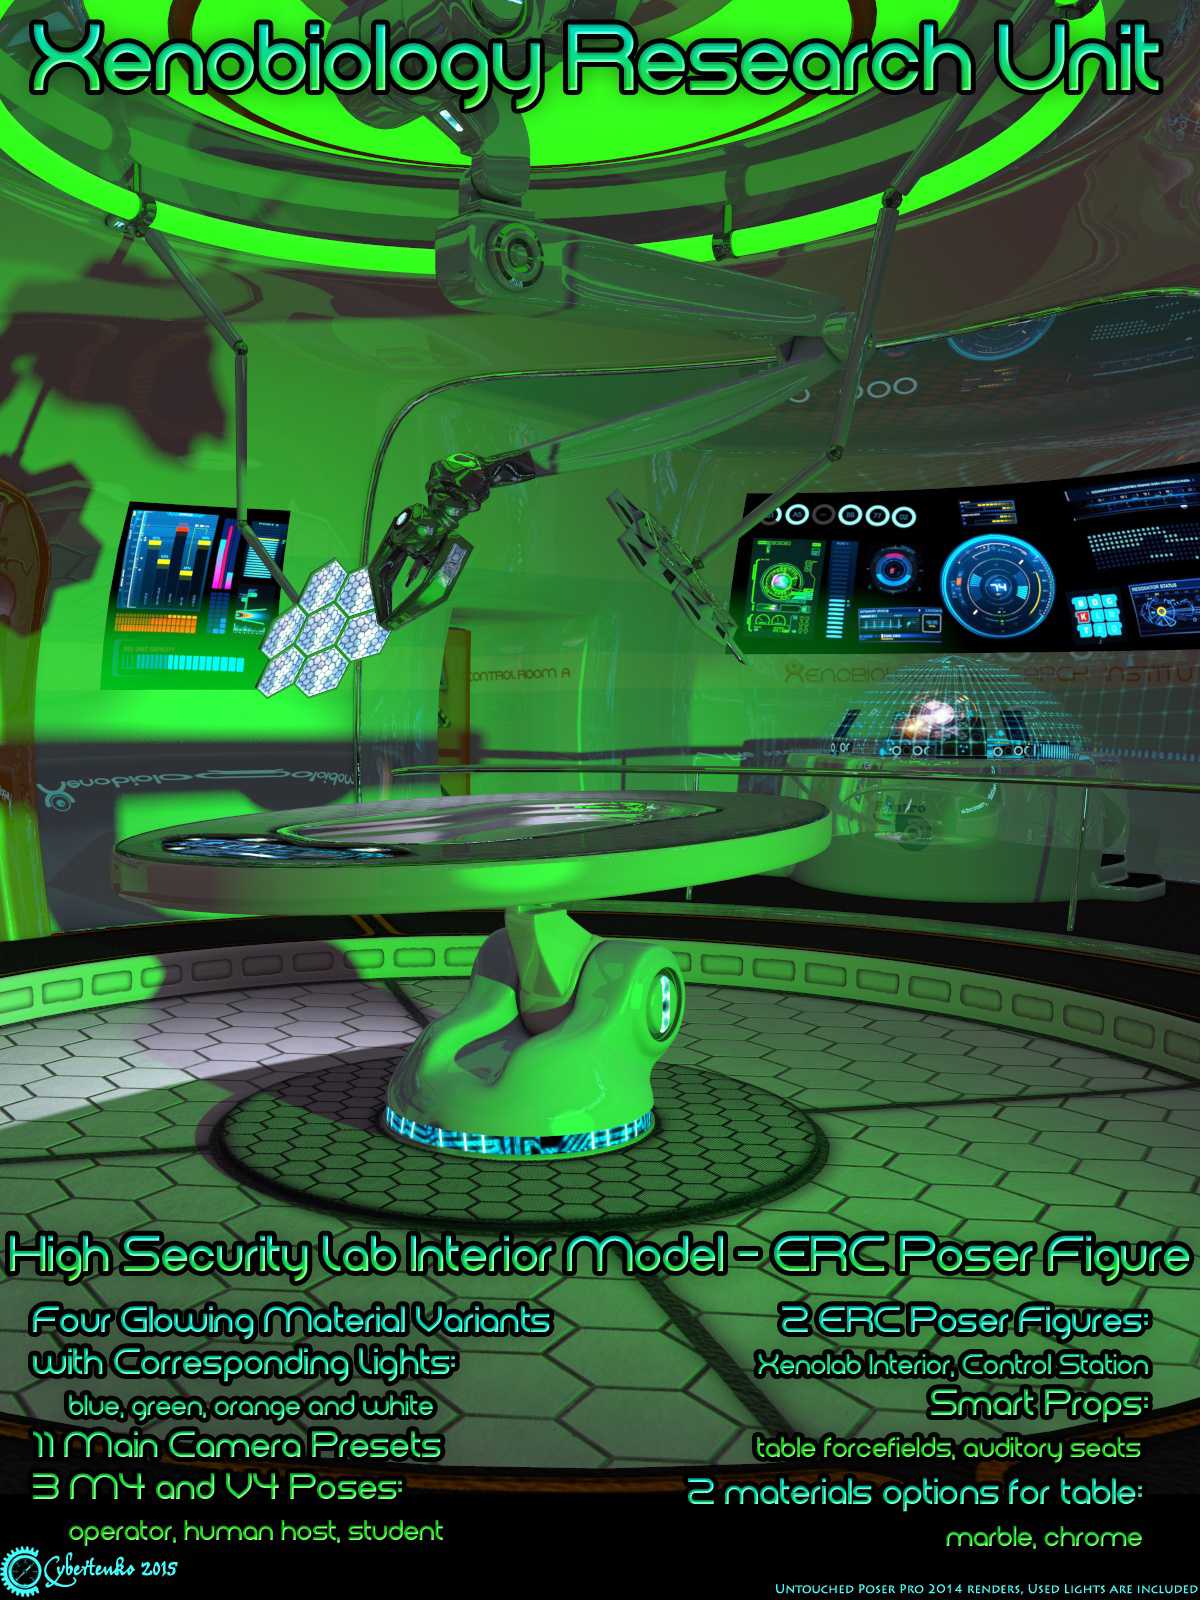 Xenobiology Research Unit
CONTROL ROOM A
74
High Security Lab Interior Model - ERC Poser Figure
Four Glowing Material Variants
with Corresponding Lights:
blue, green, orange and white
11 Main Camera Presets
3 M4 and V4 Poses:
operator, human host, student
2 ERC Poser Figures:
Xenolab Interior, Control Station
Smart Props:
table forcefields, auditory seats
2 materials options for table:
marble, chrome
Cybertenko 2015
Untouched Poser Pro 2014 renders, Used Lights are included